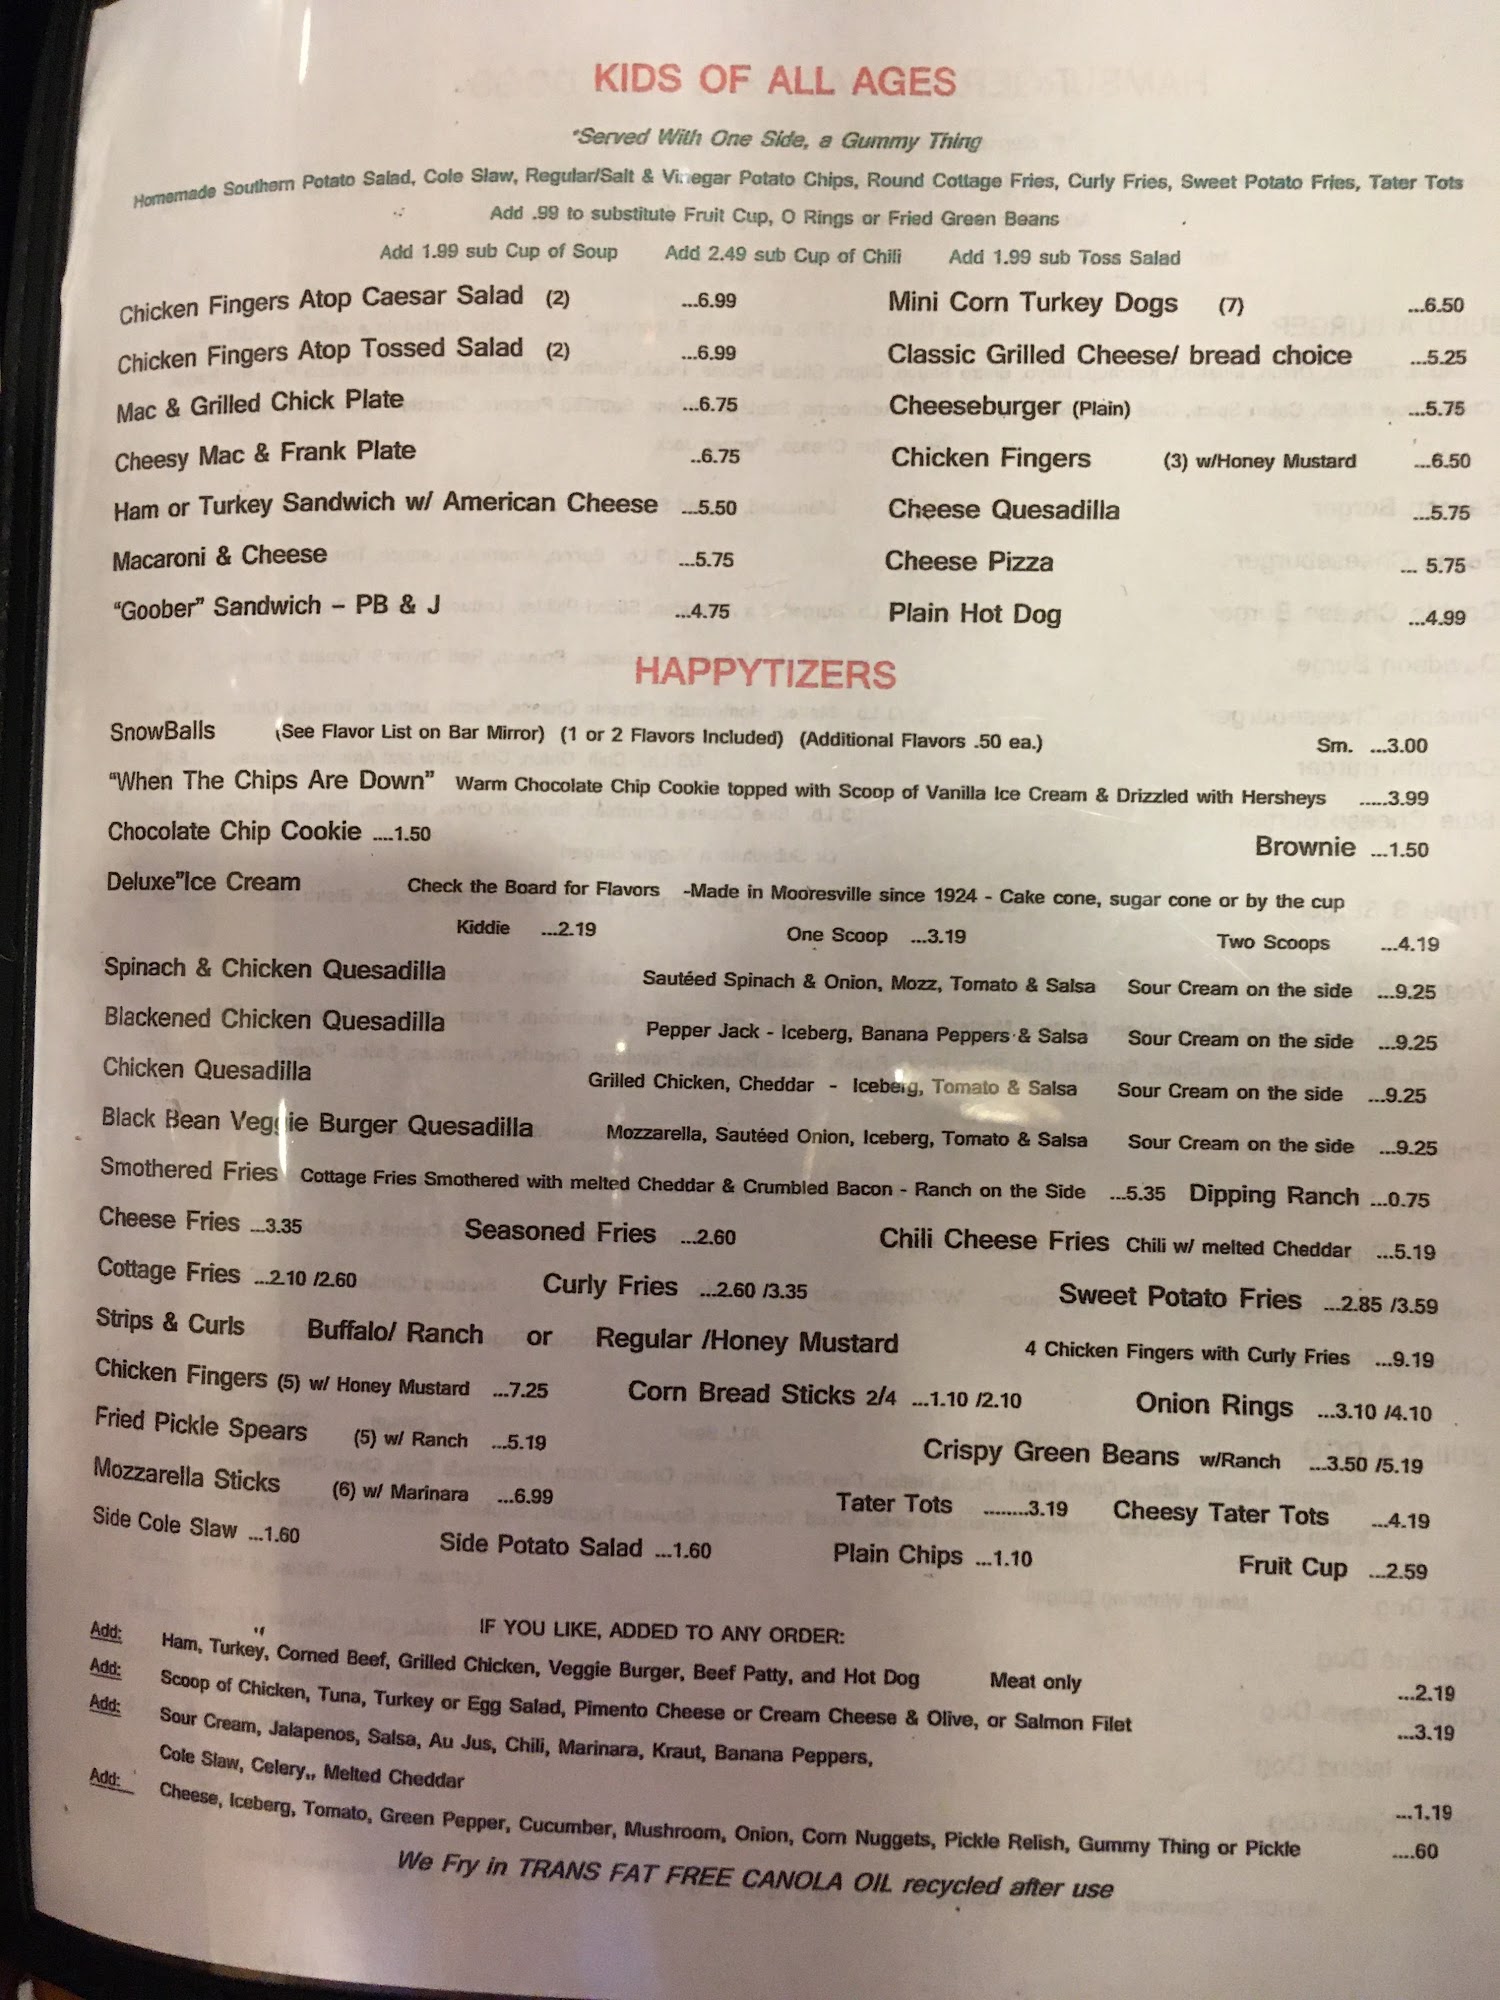 KIDS OF ALL AGES
*Served With One Side, a Gummy Thing
Homemade Southern Potato Salad, Cole Slaw, Regular/Salt & Vinegar Potato Chips, Round Cottage Fries, Curly Fries, Sweet Potato Fries, Tater Tots
Add .99 to substitute Fruit Cup, O Rings or Fried Green Beans
Add 1.99 sub Cup of Soup Add 2.49 sub Cup of Chili Add 1.99 sub Toss Salad
Chicken Fingers Atop Caesar Salad (2) ...6.99 Mini Corn Turkey Dogs (7) ...6.50
Chicken Fingers Atop Tossed Salad (2) ...6.99 Classic Grilled Cheese/ bread choice ...5.25
Mac & Grilled Chick Plate ...6.75 Cheeseburger (Plain) ...5.75
Cheesy Mac & Frank Plate ..6.75 Chicken Fingers (3) w/Honey Mustard ...6.50
Ham or Turkey Sandwich w/ American Cheese ...5.50 Cheese Quesadilla ...5.75
Macaroni & Cheese ...5.75 Cheese Pizza ... 5.75
“Goober” Sandwich – PB & J ...4.75 Plain Hot Dog ...4.99
HAPPYTIZERS
SnowBalls (See Flavor List on Bar Mirror) (1 or 2 Flavors Included) (Additional Flavors .50 ea.) Sm. ...3.00
“When The Chips Are Down” Warm Chocolate Chip Cookie topped with Scoop of Vanilla Ice Cream & Drizzled with Hersheys .....3.99
Chocolate Chip Cookie ....1.50 Brownie ...1.50
Deluxe”Ice Cream Check the Board for Flavors -Made in Mooresville since 1924 - Cake cone, sugar cone or by the cup
Kiddie ...2.19 One Scoop ...3.19 Two Scoops ...4.19
Spinach & Chicken Quesadilla Sautéed Spinach & Onion, Mozz, Tomato & Salsa Sour Cream on the side ...9.25
Blackened Chicken Quesadilla Pepper Jack - Iceberg, Banana Peppers & Salsa Sour Cream on the side ...9.25
Chicken Quesadilla Grilled Chicken, Cheddar - Iceberg, Tomato & Salsa Sour Cream on the side ...9.25
Black Bean Veggie Burger Quesadilla Mozzarella, Sautéed Onion, Iceberg, Tomato & Salsa Sour Cream on the side ...9.25
Smothered Fries Cottage Fries Smothered with melted Cheddar & Crumbled Bacon - Ranch on the Side ...5.35 Dipping Ranch ...0.75
Cheese Fries ...3.35 Seasoned Fries ...2.60 Chili Cheese Fries Chili w/ melted Cheddar ...5.19
Cottage Fries ...2.10 /2.60 Curly Fries ...2.60 /3.35 Sweet Potato Fries ...2.85 /3.59
Strips & Curls Buffalo/ Ranch or Regular /Honey Mustard 4 Chicken Fingers with Curly Fries ...9.19
Chicken Fingers (5) w/ Honey Mustard ...7.25 Corn Bread Sticks 2/4 ...1.10 /2.10 Onion Rings ...3.10 /4.10
Fried Pickle Spears (5) w/ Ranch ...5.19 Crispy Green Beans w/Ranch ...3.50 /5.19
Mozzarella Sticks (6) w/ Marinara ...6.99 Tater Tots ........3.19 Cheesy Tater Tots ...4.19
Side Cole Slaw ...1.60 Side Potato Salad ...1.60 Plain Chips ...1.10 Fruit Cup ...2.59
IF YOU LIKE, ADDED TO ANY ORDER:
Add: Ham, Turkey, Corned Beef, Grilled Chicken, Veggie Burger, Beef Patty, and Hot Dog Meat only ...2.19
Add: Scoop of Chicken, Tuna, Turkey or Egg Salad, Pimento Cheese or Cream Cheese & Olive, or Salmon Filet ...3.19
Add: Sour Cream, Jalapenos, Salsa, Au Jus, Chili, Marinara, Kraut, Banana Peppers,
Cole Slaw, Celery,, Melted Cheddar ...1.19
Add: Cheese, Iceberg, Tomato, Green Pepper, Cucumber, Mushroom, Onion, Corn Nuggets, Pickle Relish, Gummy Thing or Pickle ....60
We Fry in TRANS FAT FREE CANOLA OIL recycled after use